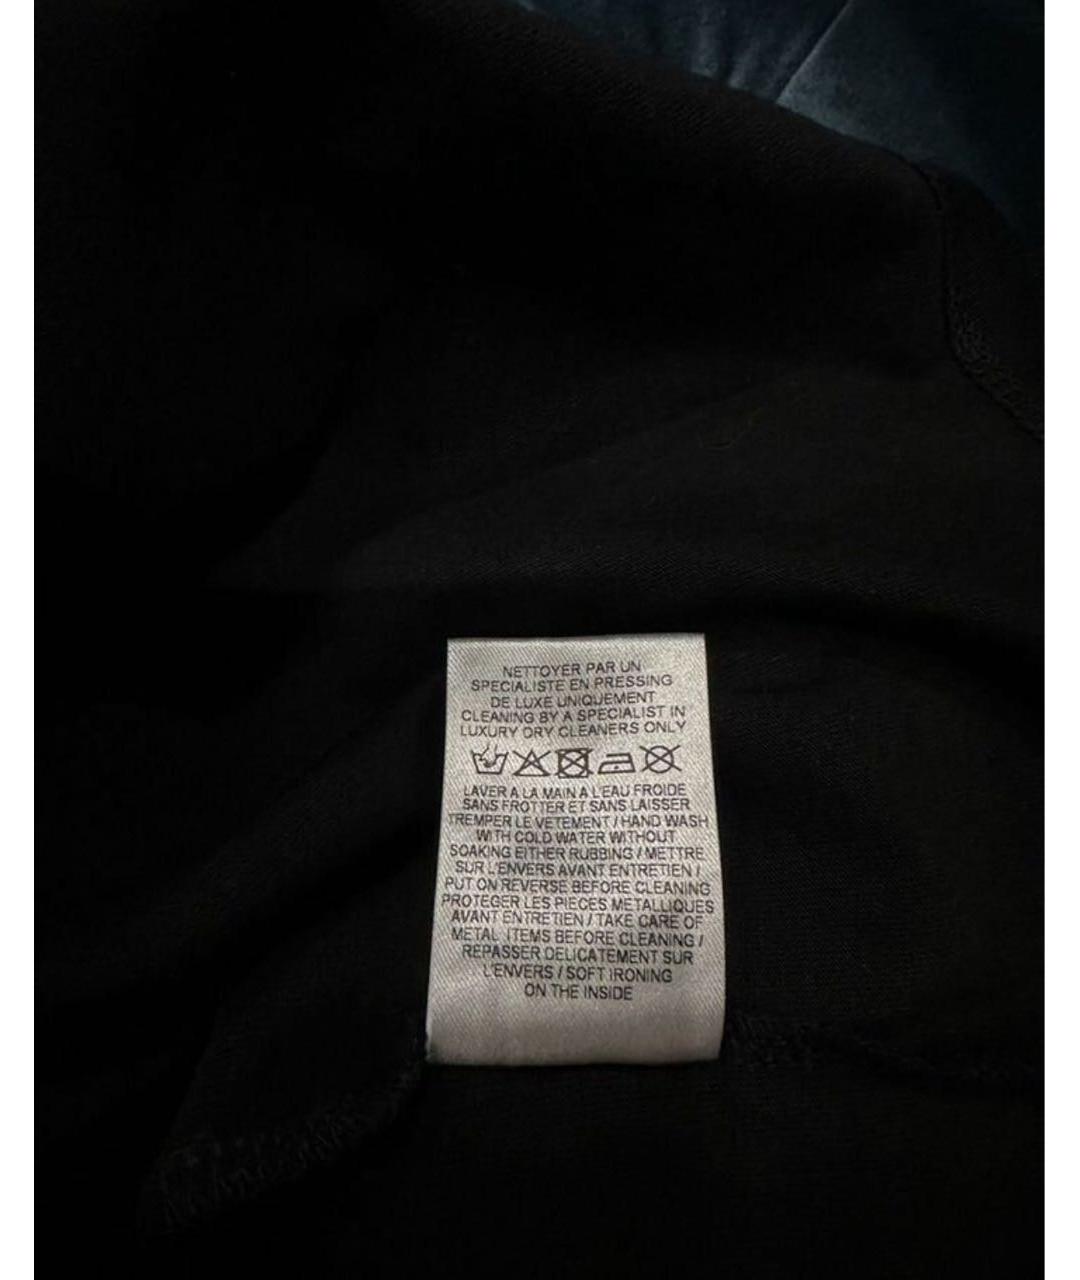 NETTOYER PAR UN
SPECIALISTE EN PRESSING
DE LUXE UNIQUEMENT
CLEANING BY A SPECIALIST IN
LUXURY DRY CLEANERS ONLY
LAVER A LA MAIN A L'EAU FROIDE
SANS FROTTER ET SANS LAISSER
TREMPER LE VETEMENT / HAND WASH
WITH COLD WATER WITHOUT
SOAKING EITHER RUBBING / METTRE
SUR L'ENVERS AVANT ENTRETIEN /
PUT ON REVERSE BEFORE CLEANING
PROTEGER LES PIECES METALLIQUES
AVANT ENTRETIEN / TAKE CARE OF
METAL ITEMS BEFORE CLEANING /
REPASSER DELICATEMENT SUR
L'ENVERS / SOFT IRONING
ON THE INSIDE